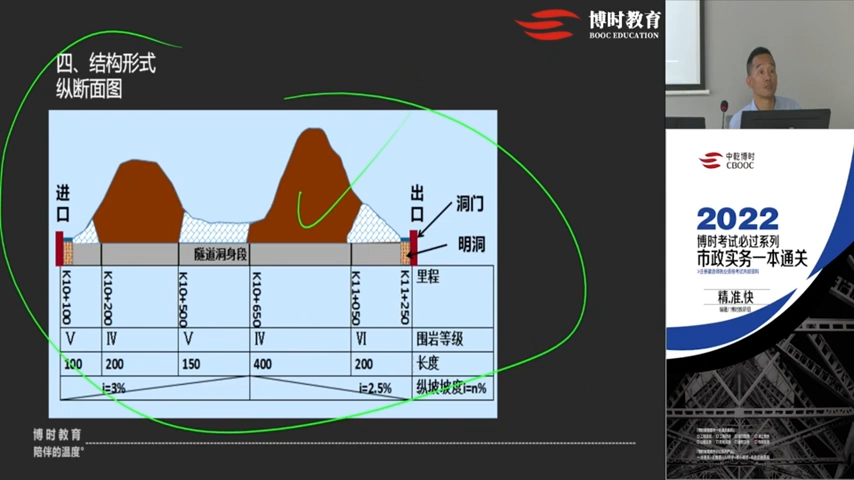 四、结构形式
纵断面图
博时教育
BOOC EDUCATION
进口
出口
洞门
明洞
隧道洞身段
K10+100
K10+200
K10+500
K10+650
K11+050
K11+250
里程
Ⅴ Ⅳ Ⅴ Ⅳ Ⅵ 围岩等级
100 200 150 400 200 长度
i=3% i=2.5% 纵坡坡度i=n%
博时教育
陪伴的温度
中乾博时
CBOOC
2022
博时考试必过系列
市政实务一本通关
精,准,快